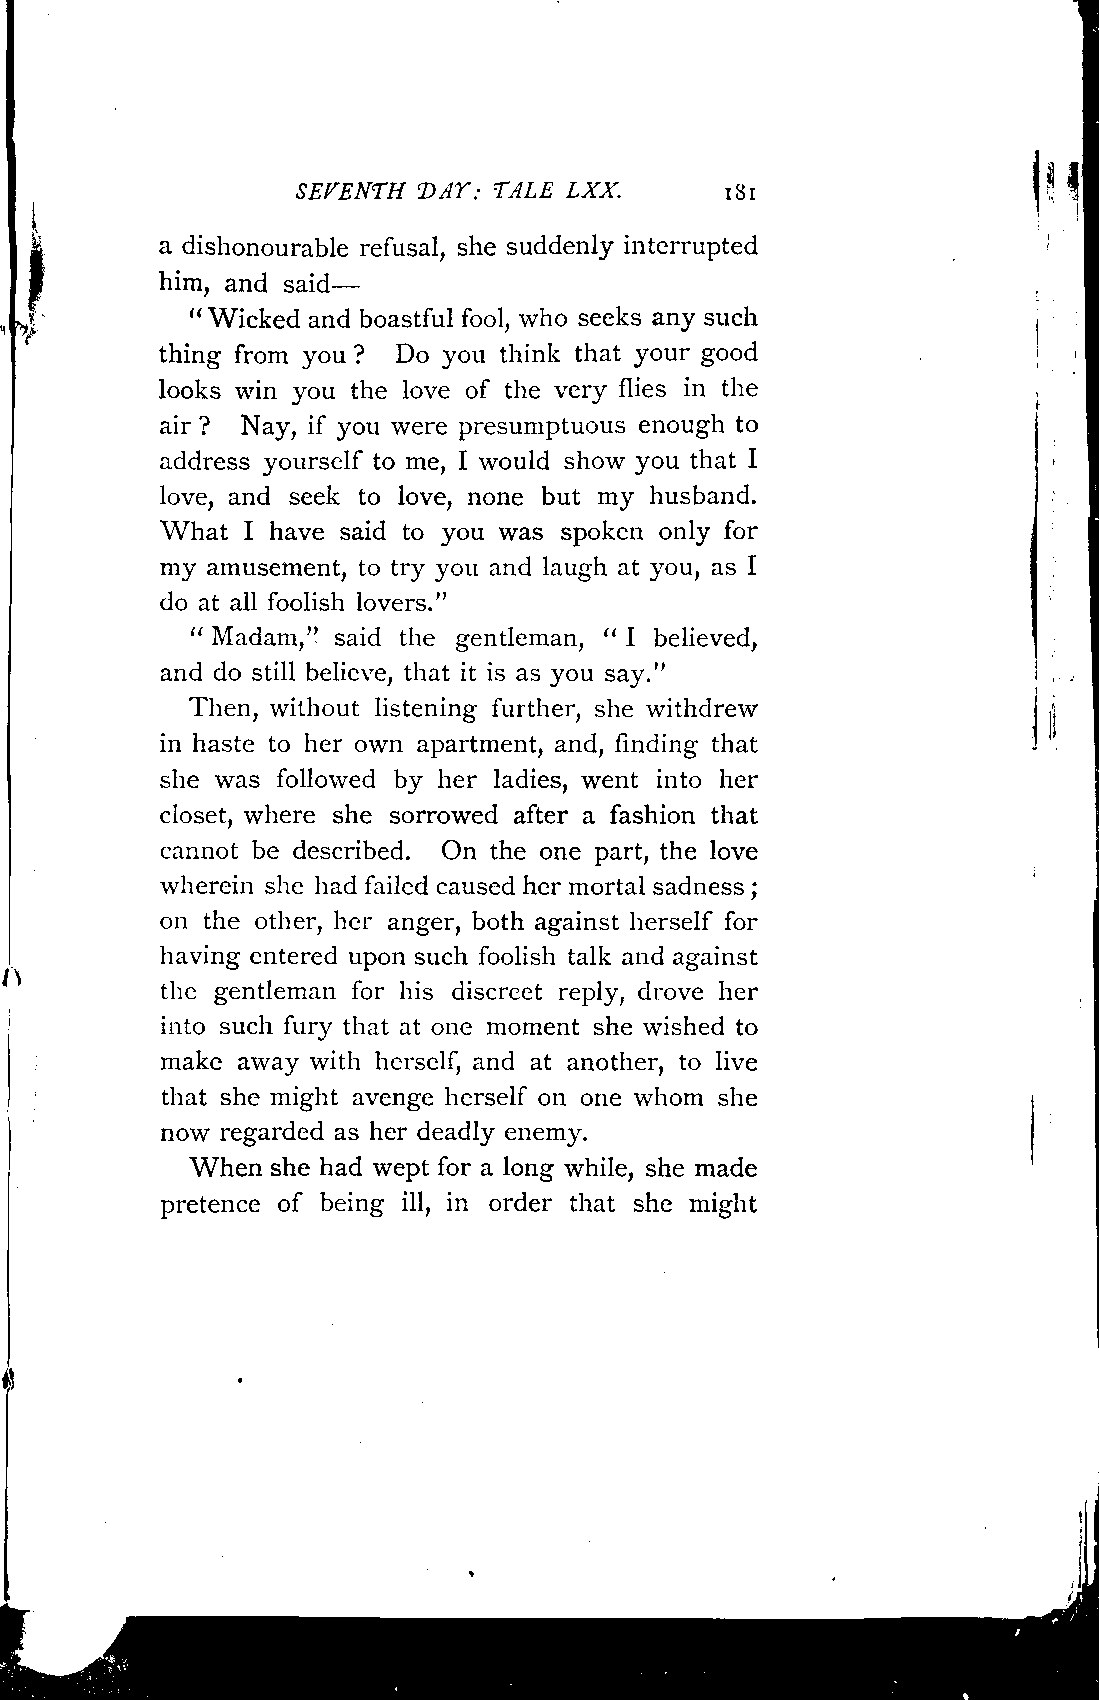 SEVENTH DAY: TALE LXX. 181
a dishonourable refusal, she suddenly interrupted
him, and said—
"Wicked and boastful fool, who seeks any such
thing from you? Do you think that your good
looks win you the love of the very flies in the
air? Nay, if you were presumptuous enough to
address yourself to me, I would show you that I
love, and seek to love, none but my husband.
What I have said to you was spoken only for
my amusement, to try you and laugh at you, as I
do at all foolish lovers."
"Madam," said the gentleman, "I believed,
and do still believe, that it is as you say."
Then, without listening further, she withdrew
in haste to her own apartment, and, finding that
she was followed by her ladies, went into her
closet, where she sorrowed after a fashion that
cannot be described. On the one part, the love
wherein she had failed caused her mortal sadness;
on the other, her anger, both against herself for
having entered upon such foolish talk and against
the gentleman for his discreet reply, drove her
into such fury that at one moment she wished to
make away with herself, and at another, to live
that she might avenge herself on one whom she
now regarded as her deadly enemy.
When she had wept for a long while, she made
pretence of being ill, in order that she might